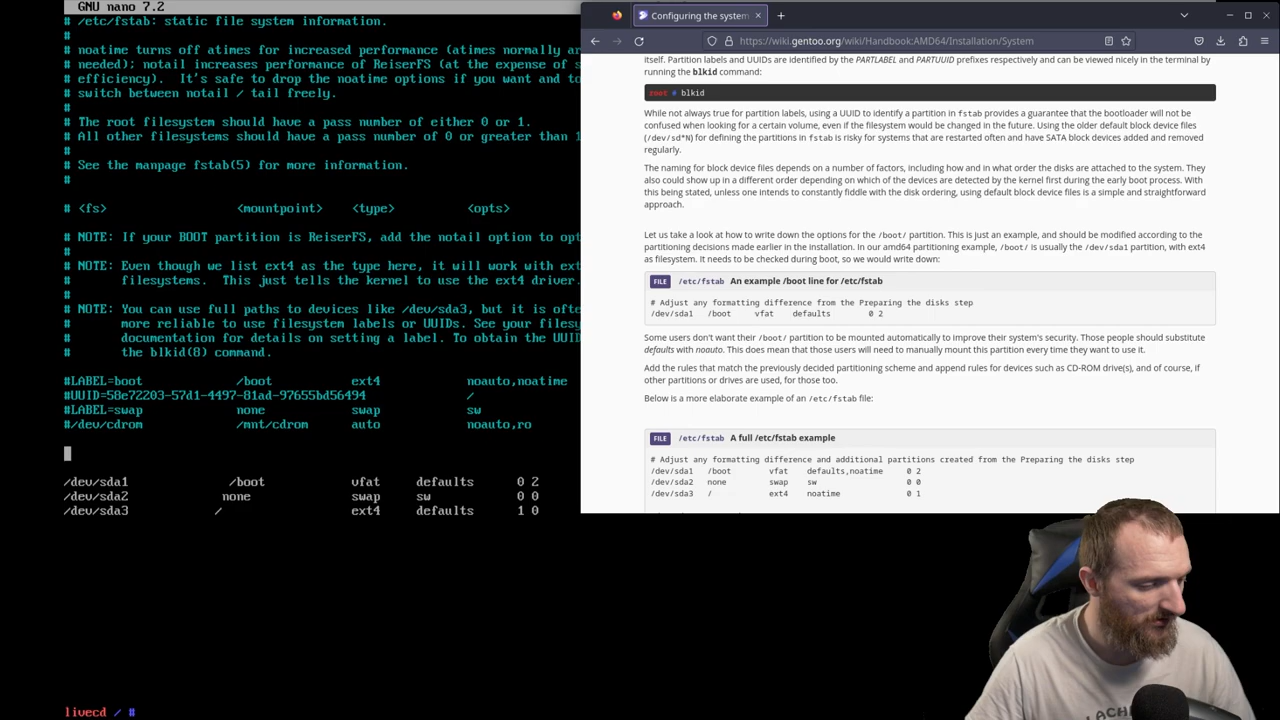 GNU nano 7.2
# /etc/fstab: static file system information.
#
# noatime turns off atimes for increased performance (atimes normally ar
# needed); notail increases performance of ReiserFS (at the expense of s
# efficiency).  It's safe to drop the noatime options if you want and to
# switch between notail / tail freely.
#
# The root filesystem should have a pass number of either 0 or 1.
# All other filesystems should have a pass number of 0 or greater than 1
#
# See the manpage fstab(5) for more information.
#
# <fs>                  <mountpoint>    <type>          <opts>
# NOTE: If your BOOT partition is ReiserFS, add the notail option to opt
#
# NOTE: Even though we list ext4 as the type here, it will work with ext
#       filesystems.  This just tells the kernel to use the ext4 driver.
#
# NOTE: You can use full paths to devices like /dev/sda3, but it is ofte
#       more reliable to use filesystem labels or UUIDs. See your filesy
#       documentation for details on setting a label. To obtain the UUID
#       the blkid(8) command.
#LABEL=boot             /boot           ext4            noauto,noatime
#UUID=58e72203-57d1-4497-81ad-97655bd56494              /
#LABEL=swap             none            swap            sw
#/dev/cdrom             /mnt/cdrom      auto            noauto,ro
/dev/sda1              /boot            vfat     defaults      0 2
/dev/sda2             none              swap     sw            0 0
/dev/sda3            /                  ext4     defaults      1 0
livecd / #
Configuring the system
https://wiki.gentoo.org/wiki/Handbook:AMD64/Installation/System
itself. Partition labels and UUIDs are identified by the PARTLABEL and PARTUUID prefixes respectively and can be viewed nicely in the terminal by
running the blkid command:
root # blkid
While not always true for partition labels, using a UUID to identify a partition in fstab provides a guarantee that the bootloader will not be
confused when looking for a certain volume, even if the filesystem would be changed in the future. Using the older default block device files
(/dev/sd*N) for defining the partitions in fstab is risky for systems that are restarted often and have SATA block devices added and removed
regularly.
The naming for block device files depends on a number of factors, including how and in what order the disks are attached to the system. They
also could show up in a different order depending on which of the devices are detected by the kernel first during the early boot process. With
this being stated, unless one intends to constantly fiddle with the disk ordering, using default block device files is a simple and straightforward
approach.
Let us take a look at how to write down the options for the /boot/ partition. This is just an example, and should be modified according to the
partitioning decisions made earlier in the installation. In our amd64 partitioning example, /boot/ is usually the /dev/sda1 partition, with ext4
as filesystem. It needs to be checked during boot, so we would write down:
FILE /etc/fstab An example /boot line for /etc/fstab
# Adjust any formatting difference from the Preparing the disks step
/dev/sda1   /boot     vfat    defaults        0 2
Some users don't want their /boot/ partition to be mounted automatically to improve their system's security. Those people should substitute
defaults with noauto. This does mean that those users will need to manually mount this partition every time they want to use it.
Add the rules that match the previously decided partitioning scheme and append rules for devices such as CD-ROM drive(s), and of course, if
other partitions or drives are used, for those too.
Below is a more elaborate example of an /etc/fstab file:
FILE /etc/fstab A full /etc/fstab example
# Adjust any formatting difference and additional partitions created from the Preparing the disks step
/dev/sda1   /boot        vfat    defaults,noatime     0 2
/dev/sda2   none         swap    sw                   0 0
/dev/sda3   /            ext4    noatime              0 1